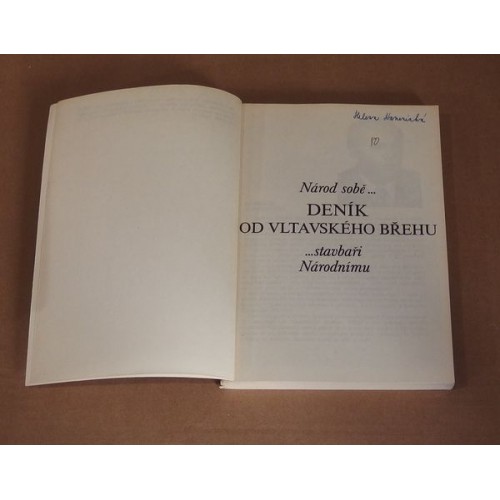 Národ sobě...
DENÍK
OD VLTAVSKÉHO BŘEHU
...stavbaři
Národnímu